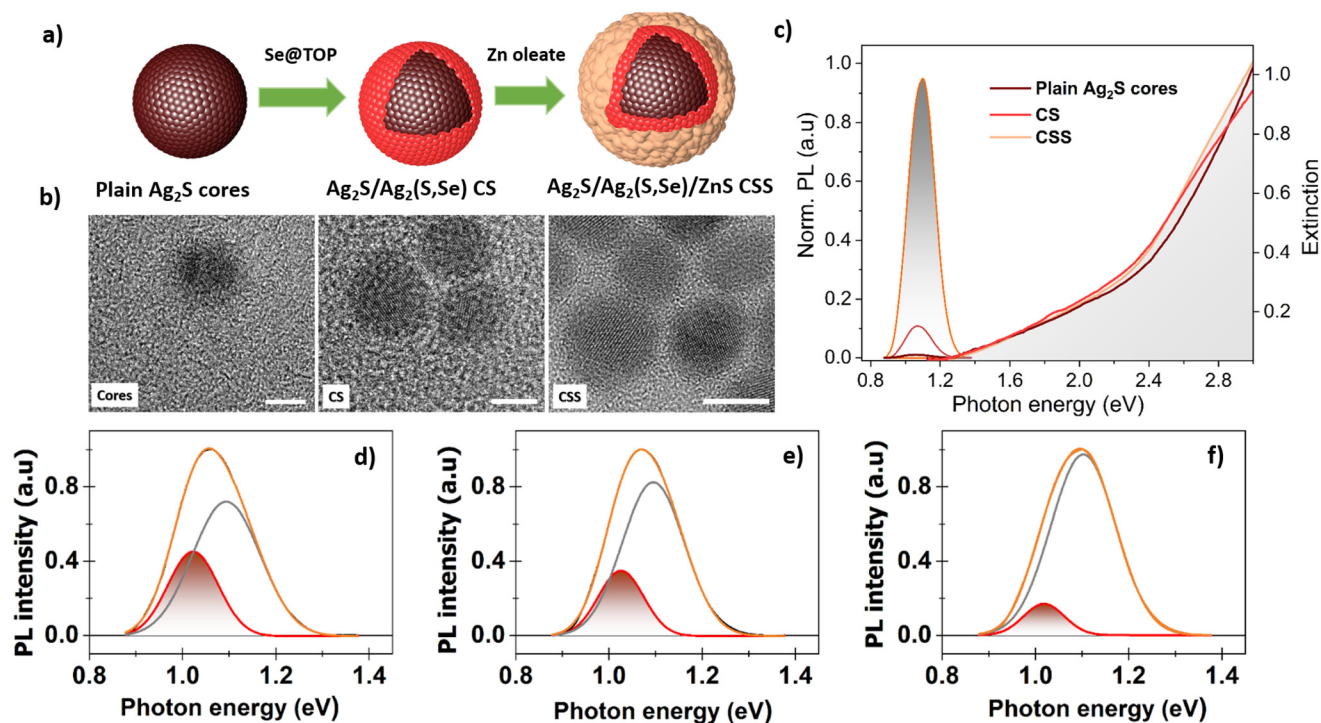 a)
Se@TOP
Zn oleate
Plain Ag₂S cores
Ag₂S/Ag₂(S,Se) CS
Ag₂S/Ag₂(S,Se)/ZnS CSS
b)
Cores
CS
CSS
c)
Plain Ag₂S cores
CS
CSS
Norm. PL (a.u)
1.0
0.8
0.6
0.4
0.2
0.0
Extinction
1.0
0.8
0.6
0.4
0.2
0.8 1.2 1.6 2.0 2.4 2.8
Photon energy (eV)
d)
PL intensity (a.u)
0.8
0.4
0.0
0.8 1.0 1.2 1.4
Photon energy (eV)
e)
PL intensity (a.u)
0.8
0.4
0.0
0.8 1.0 1.2 1.4
Photon energy (eV)
f)
PL intensity (a.u)
0.8
0.4
0.0
0.8 1.0 1.2 1.4
Photon energy (eV)